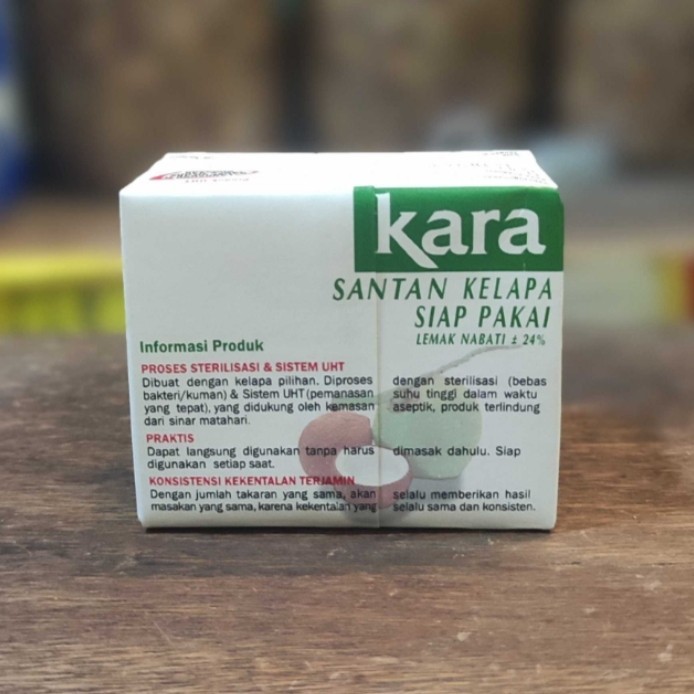 kara
SANTAN KELAPA
SIAP PAKAI
LEMAK NABATI ± 24%
Informasi Produk
PROSES STERILISASI & SISTEM UHT
Dibuat dengan kelapa pilihan. Diproses dengan sterilisasi (bebas
bakteri/kuman) & Sistem UHT (pemanasan suhu tinggi dalam waktu
yang tepat), yang didukung oleh kemasan aseptik, produk terlindung
dari sinar matahari.
PRAKTIS
Dapat langsung digunakan tanpa harus dimasak dahulu. Siap
digunakan setiap saat.
KONSISTENSI KEKENTALAN TERJAMIN
Dengan jumlah takaran yang sama, akan selalu memberikan hasil
masakan yang sama, karena kekentalan yang selalu sama dan konsisten.